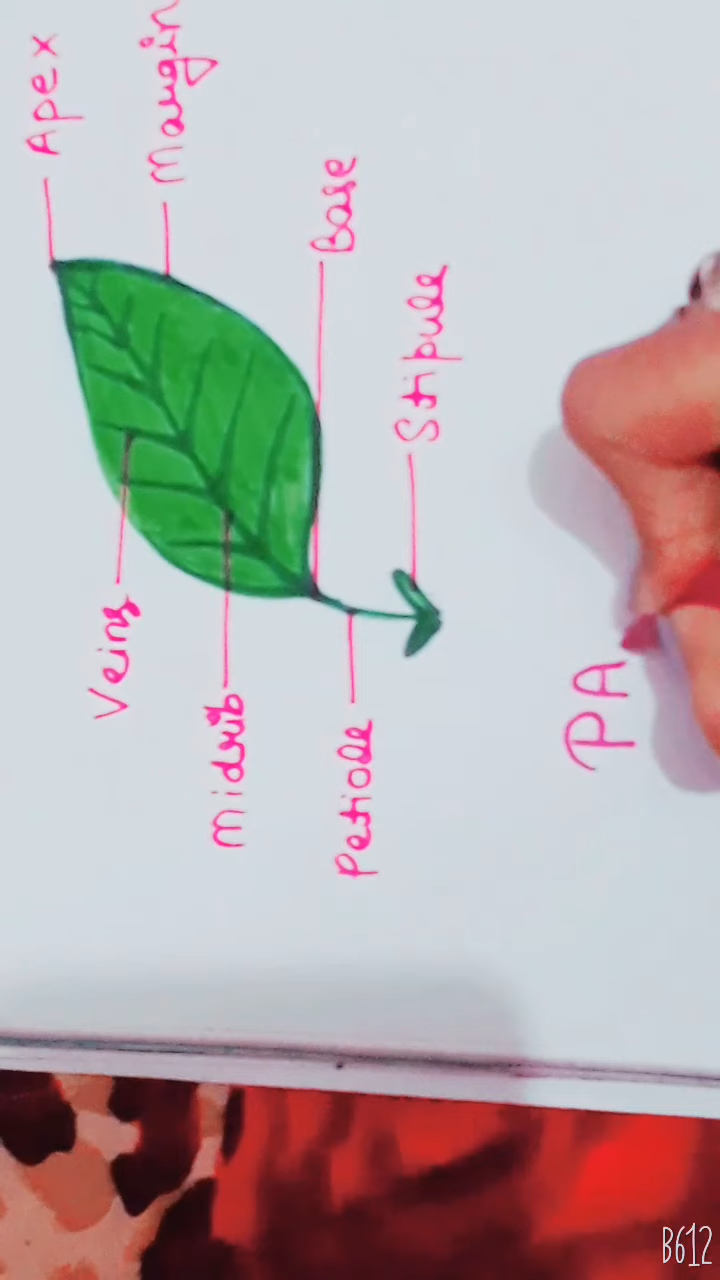 Apex
Margin
Base
Stipule
Veins
Midrib
Petiole
PA
B612